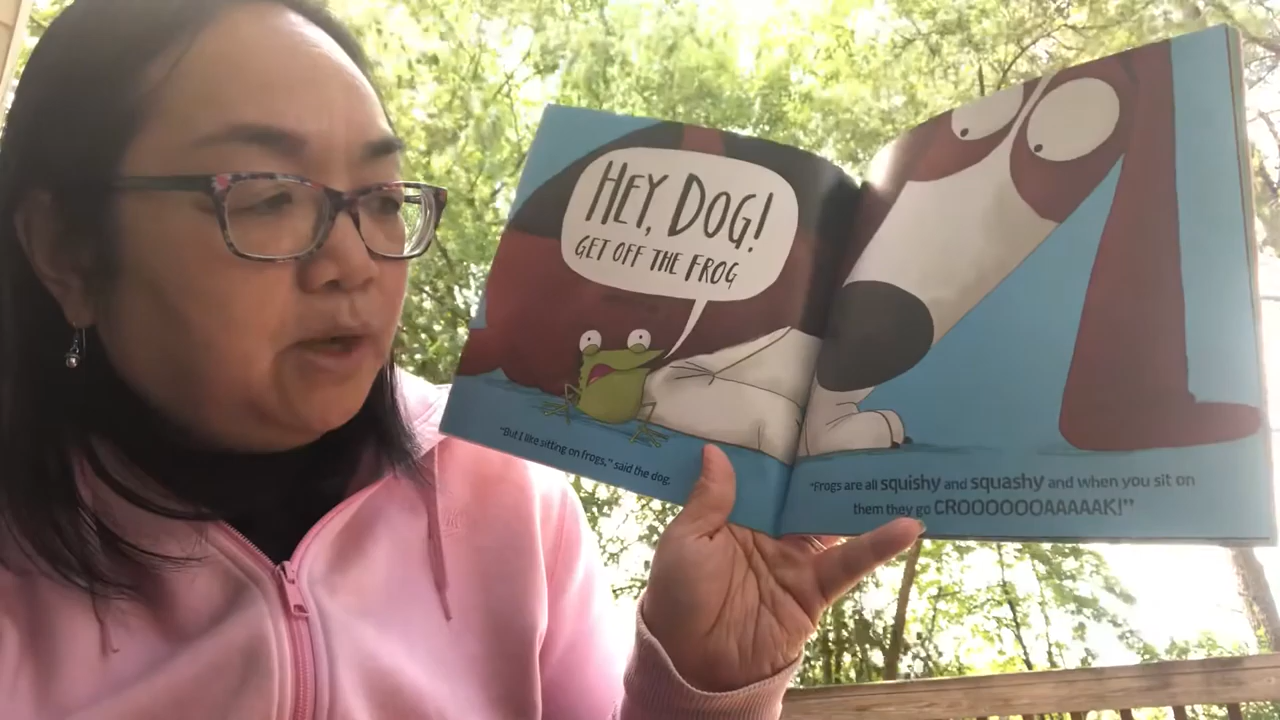 HEY, DOG!
GET OFF THE FROG
"But I like sitting on frogs," said the dog.
"Frogs are all squishy and squashy and when you sit on
them they go CROOOOOOAAAAAK!"